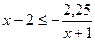 x − 2 ≤ − 2,25/(x + 1)